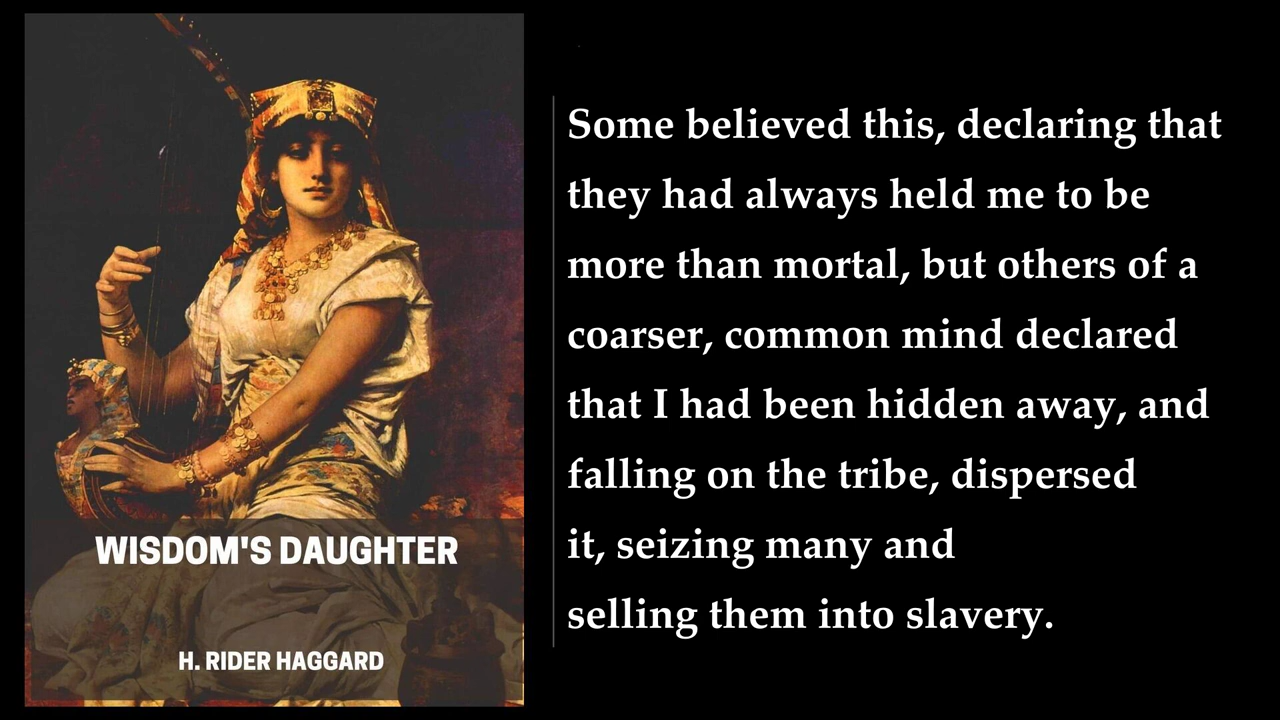 WISDOM'S DAUGHTER
H. RIDER HAGGARD
Some believed this, declaring that
they had always held me to be
more than mortal, but others of a
coarser, common mind declared
that I had been hidden away, and
falling on the tribe, dispersed
it, seizing many and
selling them into slavery.